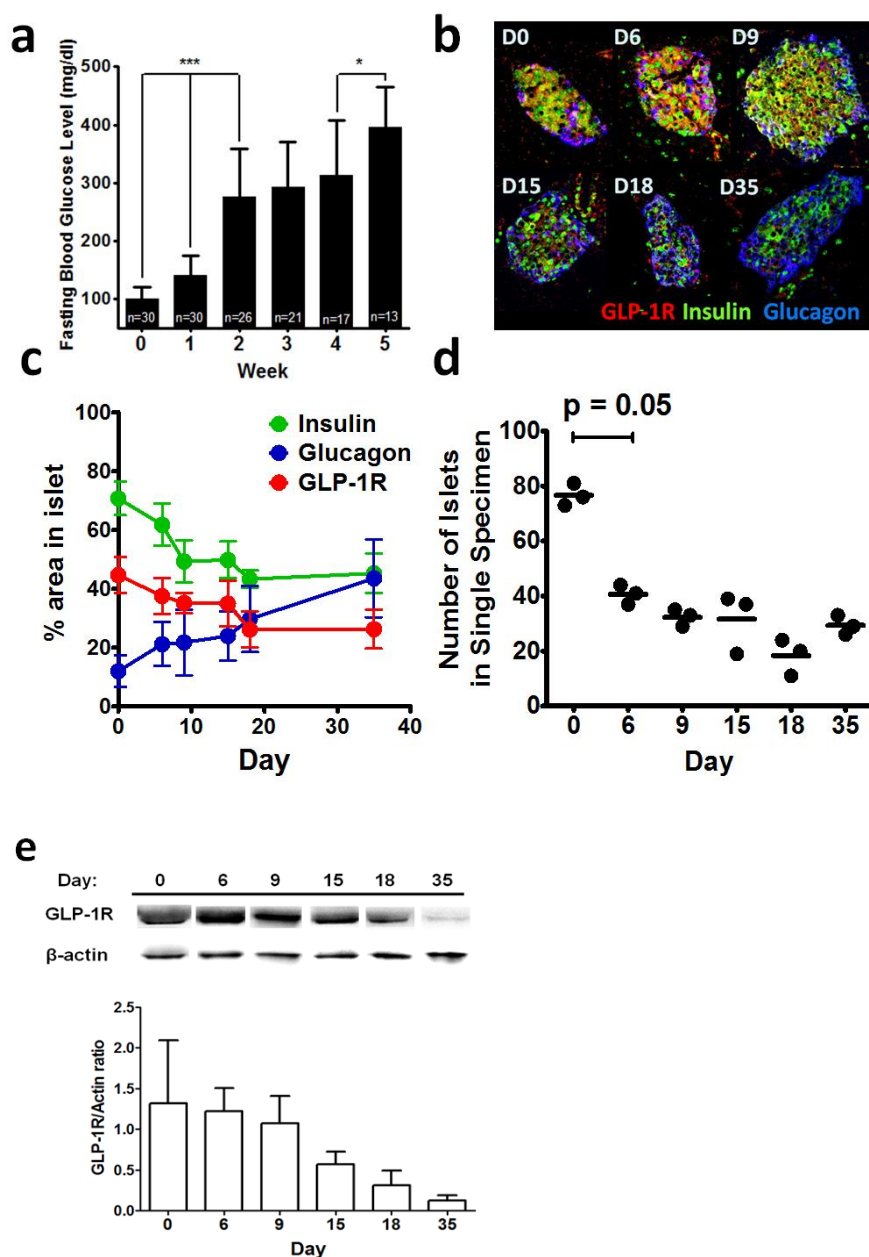 a
Fasting Blood Glucose Level (mg/dl)
500
400
300
200
100
***
*
n=30
n=30
n=26
n=21
n=17
n=13
0 1 2 3 4 5
Week
b
D0 D6 D9
D15 D18 D35
GLP-1R Insulin Glucagon
c
% area in islet
100
80
60
40
20
0
Insulin
Glucagon
GLP-1R
0 10 20 30 40
Day
d
p = 0.05
Number of Islets
in Single Specimen
100
80
60
40
20
0
0 6 9 15 18 35
Day
e
Day: 0 6 9 15 18 35
GLP-1R
β-actin
GLP-1R/Actin ratio
2.5
2.0
1.5
1.0
0.5
0.0
0 6 9 15 18 35
Day